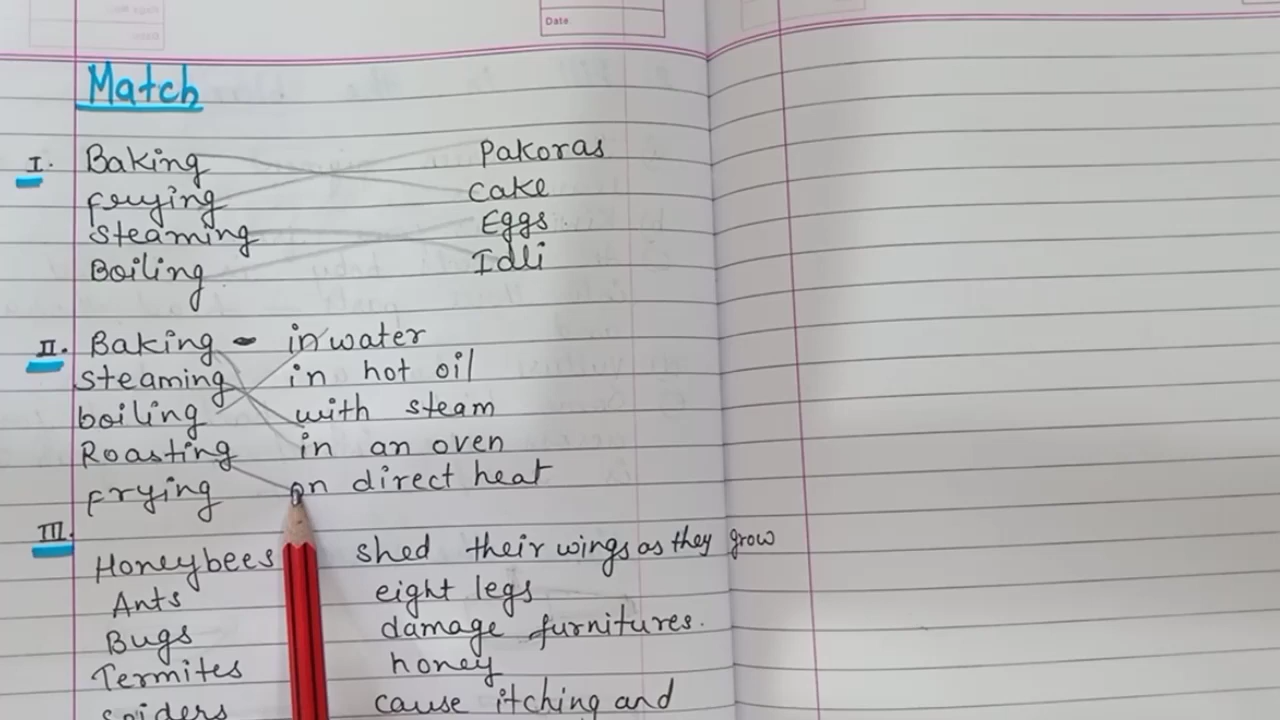 Date
Match
I. Baking Pakoras
Frying Cake
Steaming Eggs
Boiling Idli
II. Baking - in water
Steaming in hot oil
boiling with steam
Roasting in an oven
Frying on direct heat
III.
Honeybees shed their wings as they grow
Ants eight legs
Bugs damage furnitures.
Termites honey
Spiders cause itching and